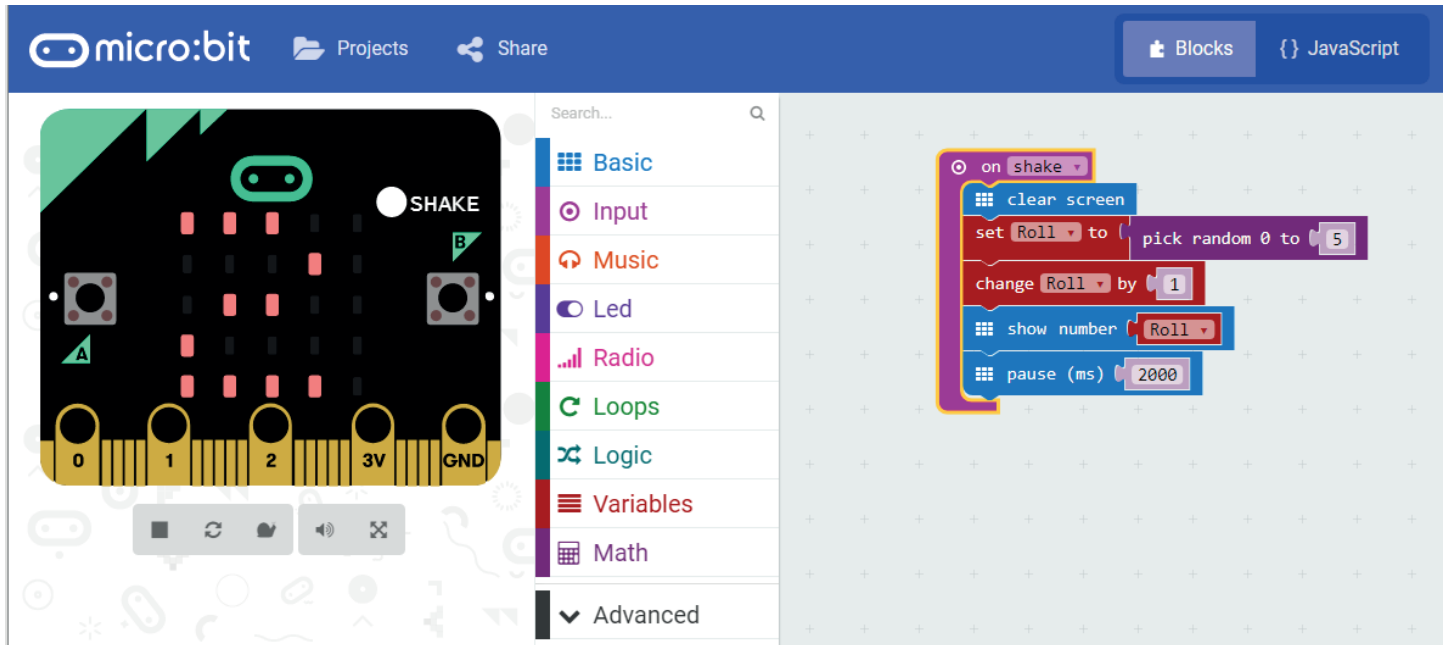 micro:bit Projects Share Blocks {} JavaScript
SHAKE
B
A
0 1 2 3V GND
Search...
Basic
Input
Music
Led
Radio
Loops
Logic
Variables
Math
Advanced
on shake
clear screen
set Roll to pick random 0 to 5
change Roll by 1
show number Roll
pause (ms) 2000